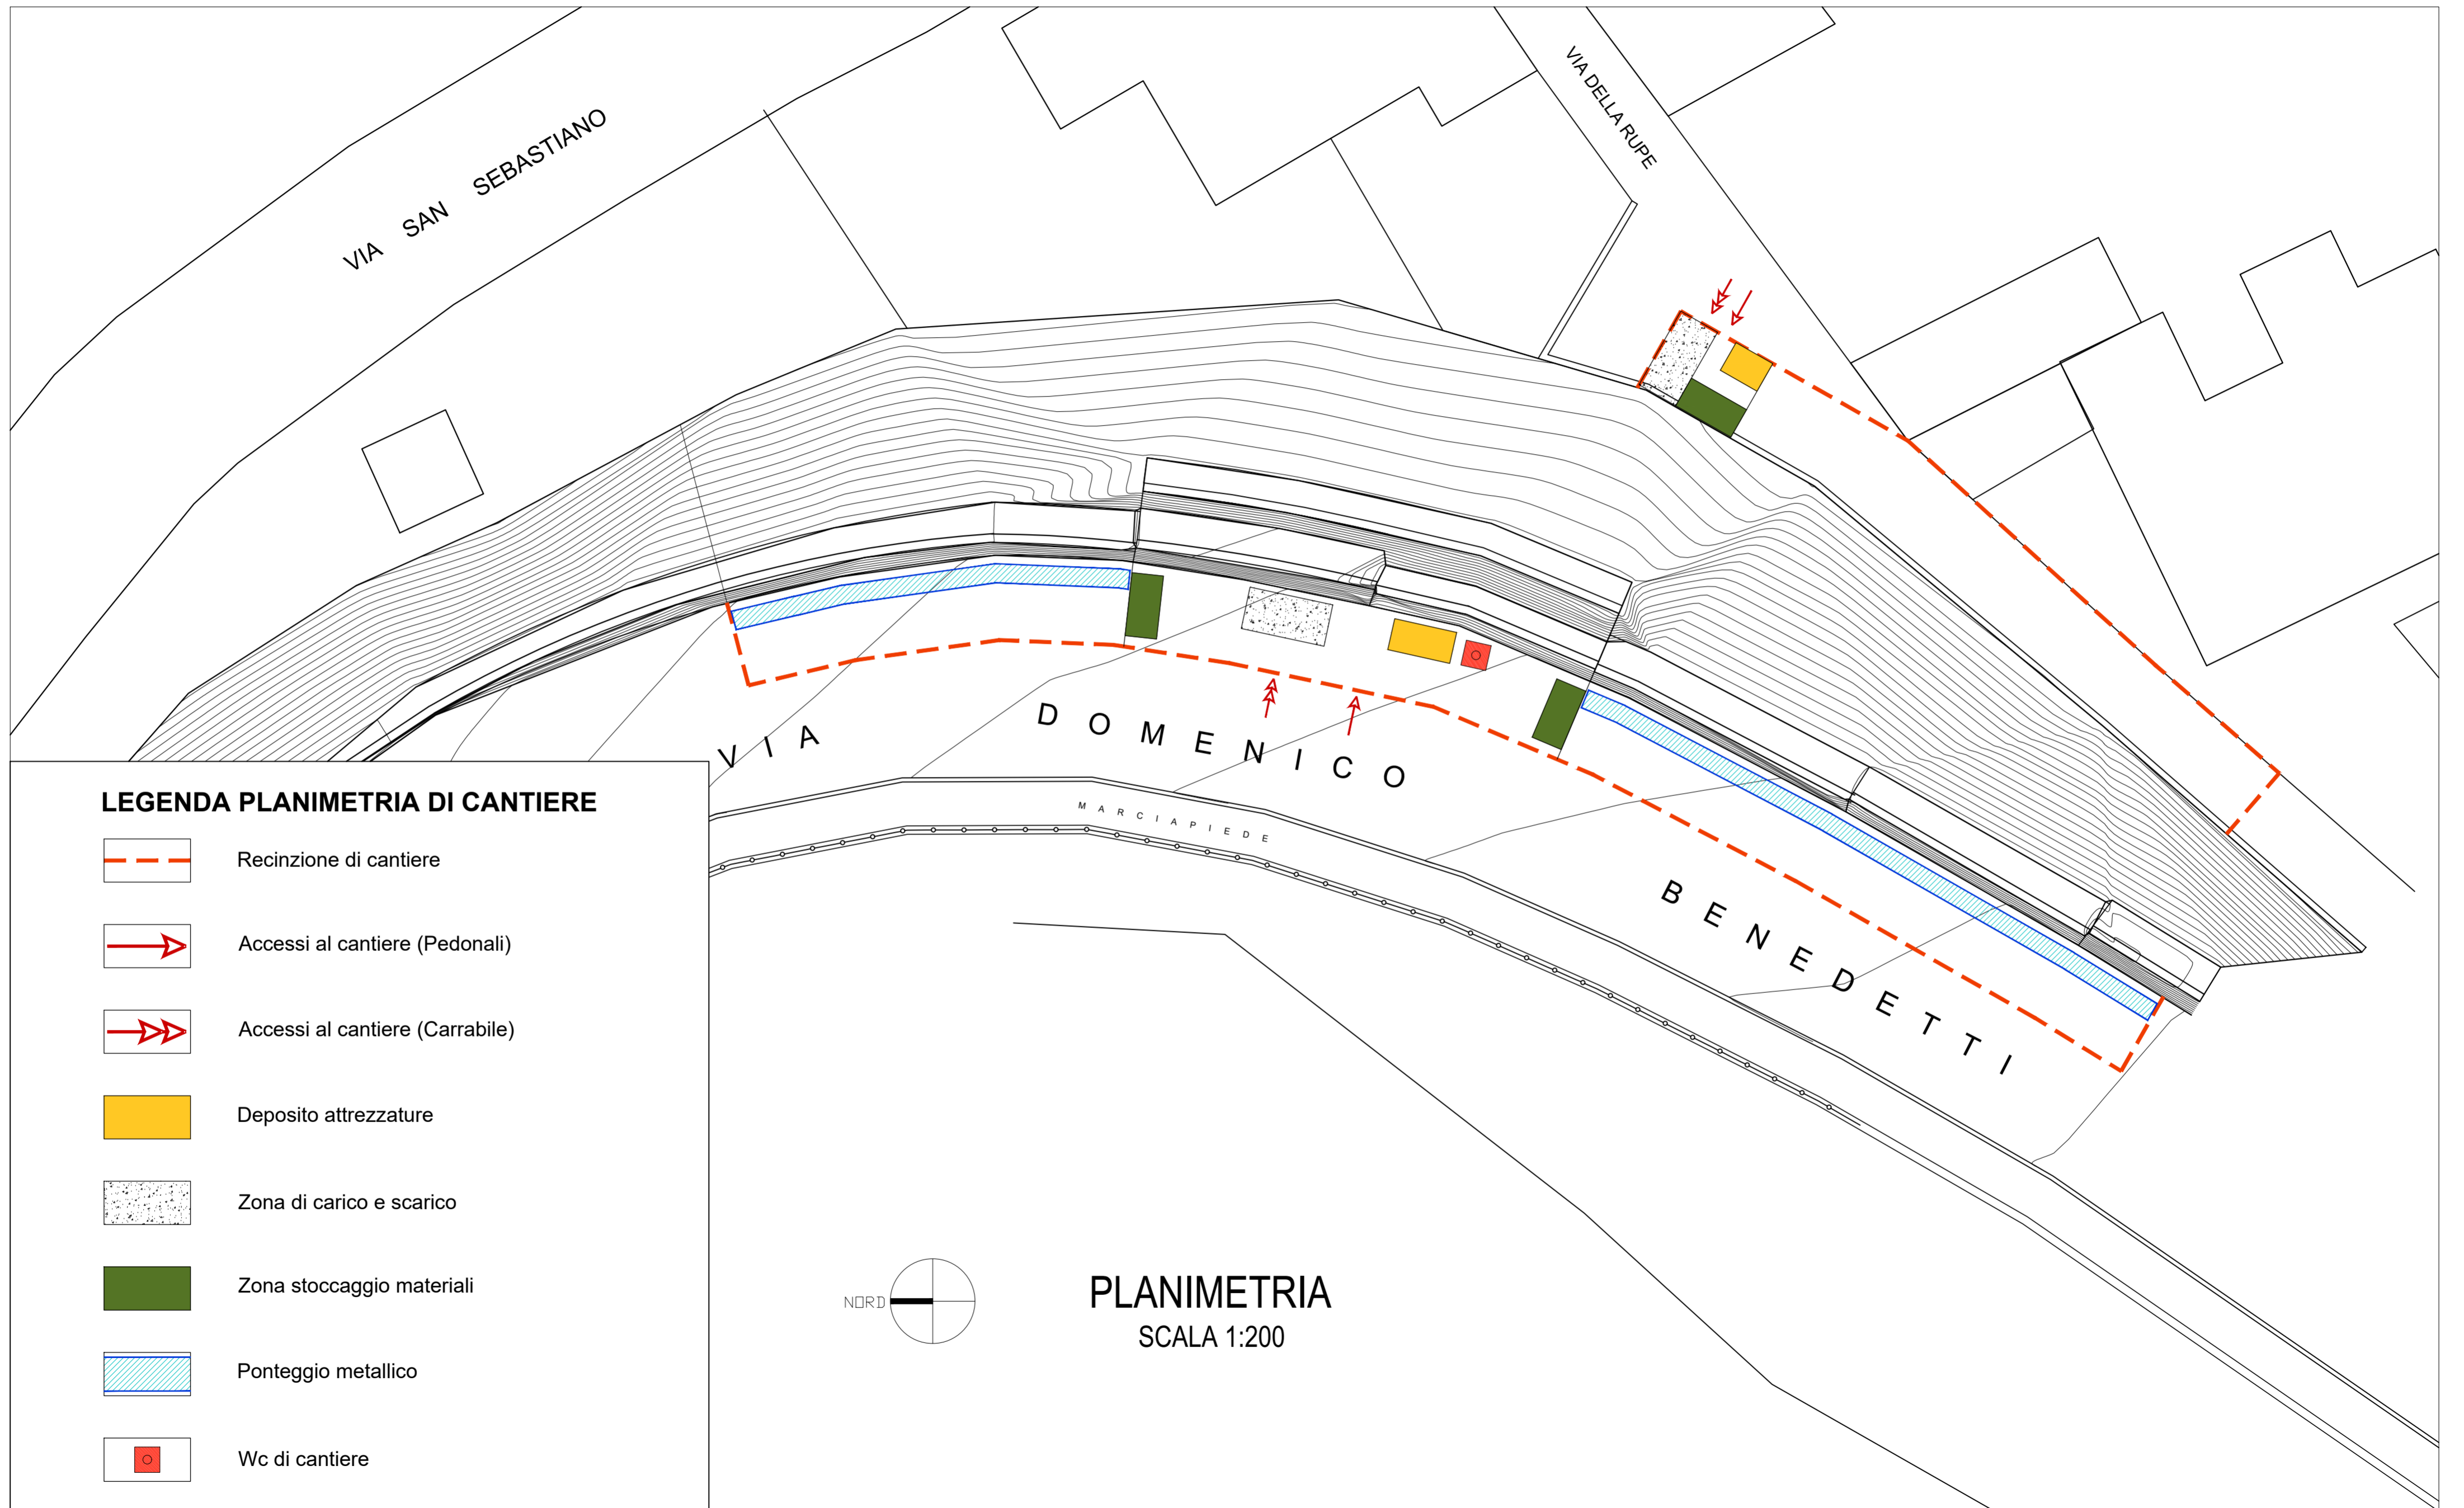 VIA SAN SEBASTIANO
VIA DELLA RUPE
VIA DOMENICO BENEDETTI
MARCIAPIEDE
LEGENDA PLANIMETRIA DI CANTIERE
Recinzione di cantiere
Accessi al cantiere (Pedonali)
Accessi al cantiere (Carrabile)
Deposito attrezzature
Zona di carico e scarico
Zona stoccaggio materiali
Ponteggio metallico
Wc di cantiere
NORD
PLANIMETRIA
SCALA 1:200